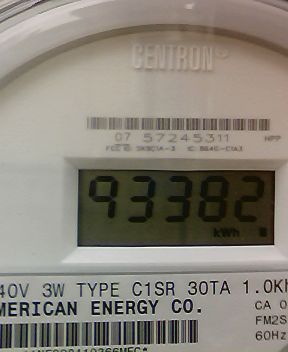 CENTRON®
07 57245311 HPP
93382
kWh
40V 3W TYPE C1SR 30TA 1.0K
MERICAN ENERGY CO.
CA 0
FM2S
60Hz